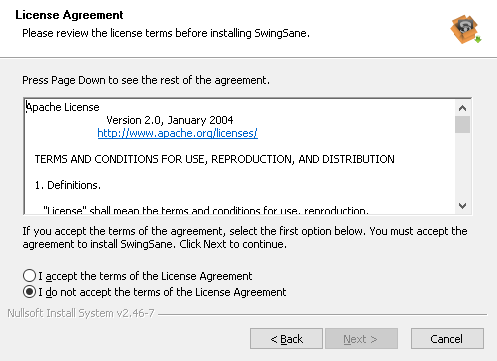 License Agreement
Please review the license terms before installing SwingSane.
Press Page Down to see the rest of the agreement.
Apache License
Version 2.0, January 2004
http://www.apache.org/licenses/
TERMS AND CONDITIONS FOR USE, REPRODUCTION, AND DISTRIBUTION
1. Definitions.
"License" shall mean the terms and conditions for use, reproduction,
If you accept the terms of the agreement, select the first option below. You must accept the
agreement to install SwingSane. Click Next to continue.
I accept the terms of the License Agreement
I do not accept the terms of the License Agreement
Nullsoft Install System v2.46-7
< Back
Next >
Cancel